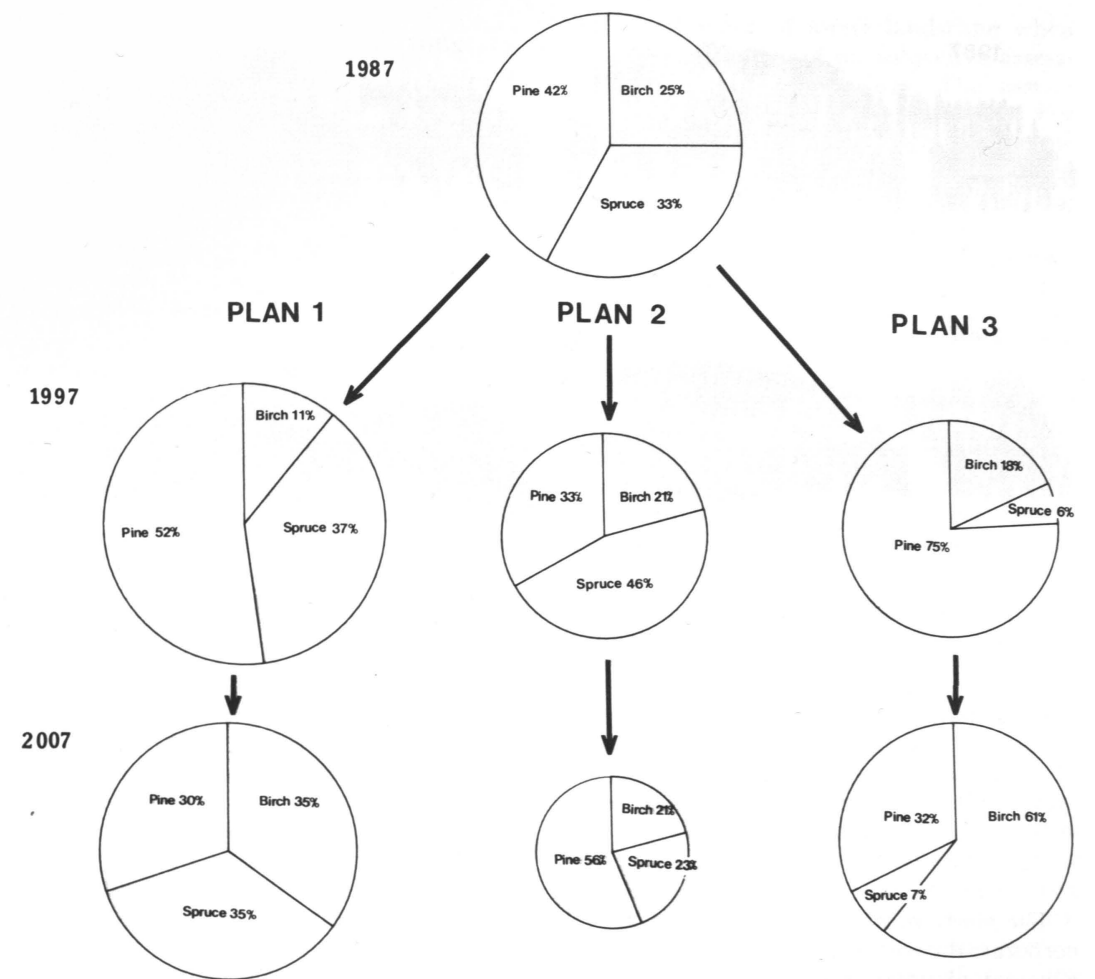 1987
Pine 42%
Birch 25%
Spruce 33%
PLAN 1
PLAN 2
PLAN 3
1997
Birch 11%
Pine 52%
Spruce 37%
Pine 33%
Birch 21%
Spruce 46%
Birch 18%
Spruce 6%
Pine 75%
2007
Pine 30%
Birch 35%
Spruce 35%
Birch 21%
Pine 56%
Spruce 23%
Pine 32%
Birch 61%
Spruce 7%